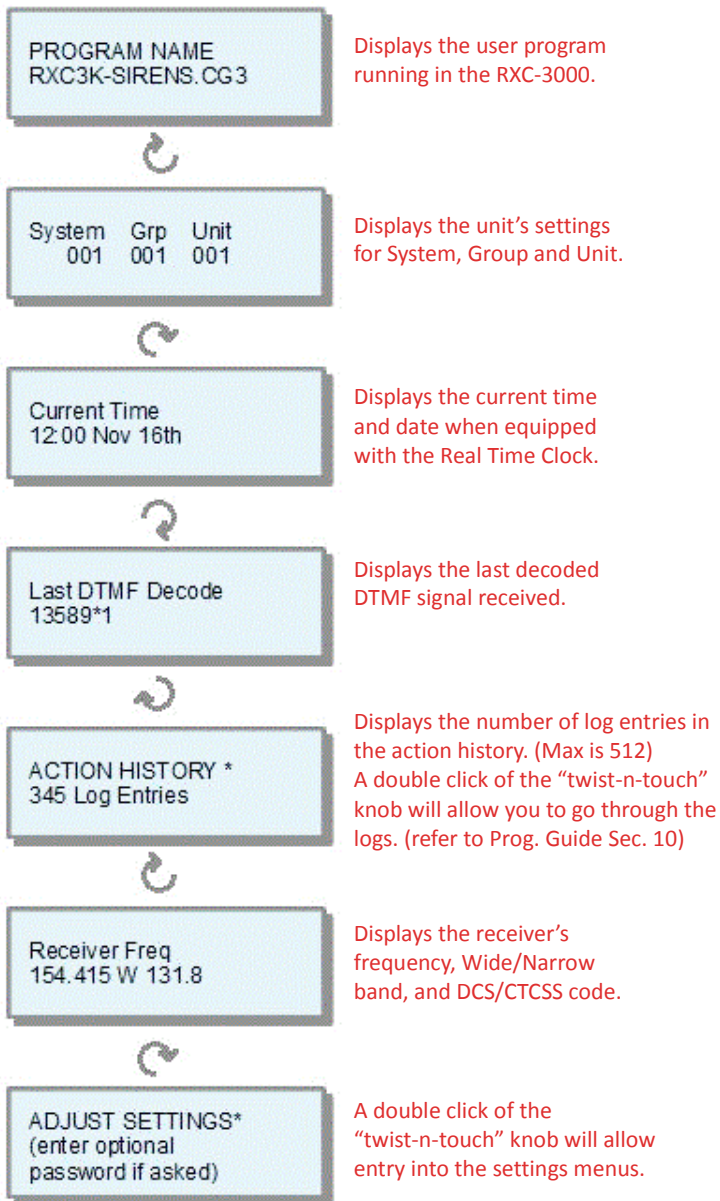 PROGRAM NAME
RXC3K-SIRENS.CG3
Displays the user program
running in the RXC-3000.
System Grp Unit
001 001 001
Displays the unit's settings
for System, Group and Unit.
Current Time
12:00 Nov 16th
Displays the current time
and date when equipped
with the Real Time Clock.
Last DTMF Decode
13589*1
Displays the last decoded
DTMF signal received.
ACTION HISTORY *
345 Log Entries
Displays the number of log entries in
the action history. (Max is 512)
A double click of the “twist-n-touch”
knob will allow you to go through the
logs. (refer to Prog. Guide Sec. 10)
Receiver Freq
154.415 W 131.8
Displays the receiver's
frequency, Wide/Narrow
band, and DCS/CTCSS code.
ADJUST SETTINGS*
(enter optional
password if asked)
A double click of the
“twist-n-touch” knob will allow
entry into the settings menus.